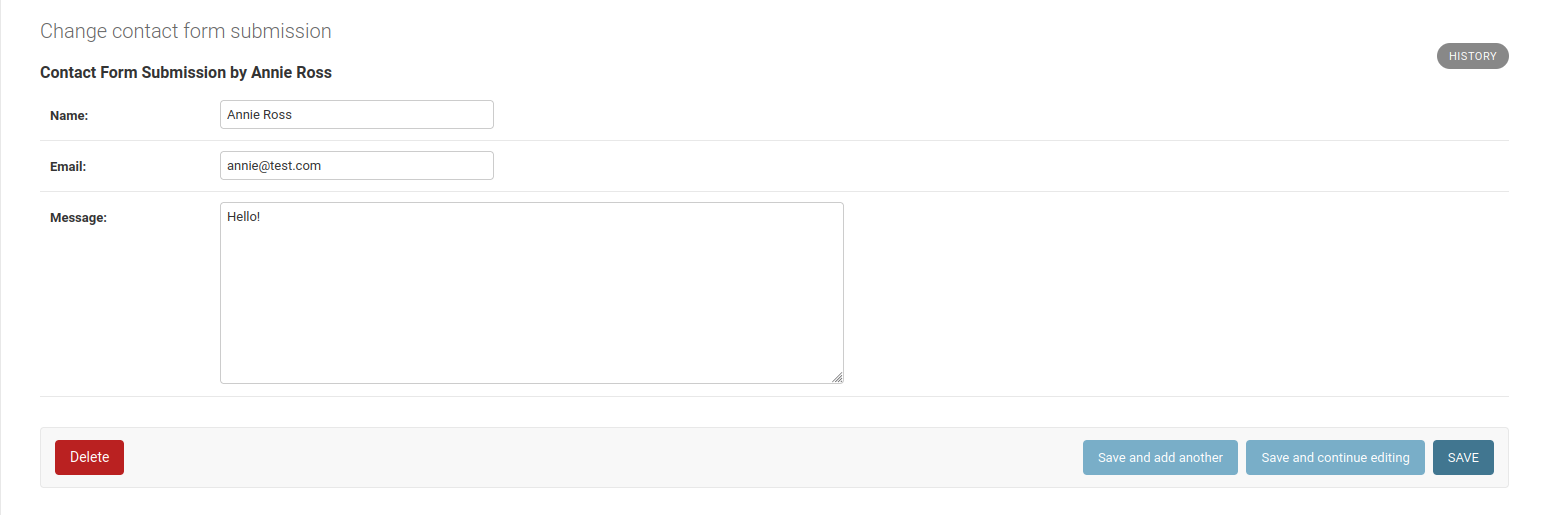 Change contact form submission
HISTORY
Contact Form Submission by Annie Ross
Name: Annie Ross
Email: annie@test.com
Message: Hello!
Delete Save and add another Save and continue editing SAVE